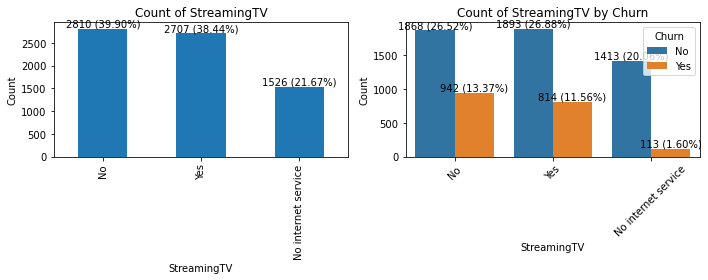 Count of StreamingTV
2810 (39.90%)
2707 (38.44%)
1526 (21.67%)
Count
2500
2000
1500
1000
500
0
No
Yes
No internet service
StreamingTV
Count of StreamingTV by Churn
1868 (26.52%)
1893 (26.88%)
1413 (20.06%)
942 (13.37%)
814 (11.56%)
113 (1.60%)
Churn
No
Yes
Count
1500
1000
500
0
No
Yes
No internet service
StreamingTV